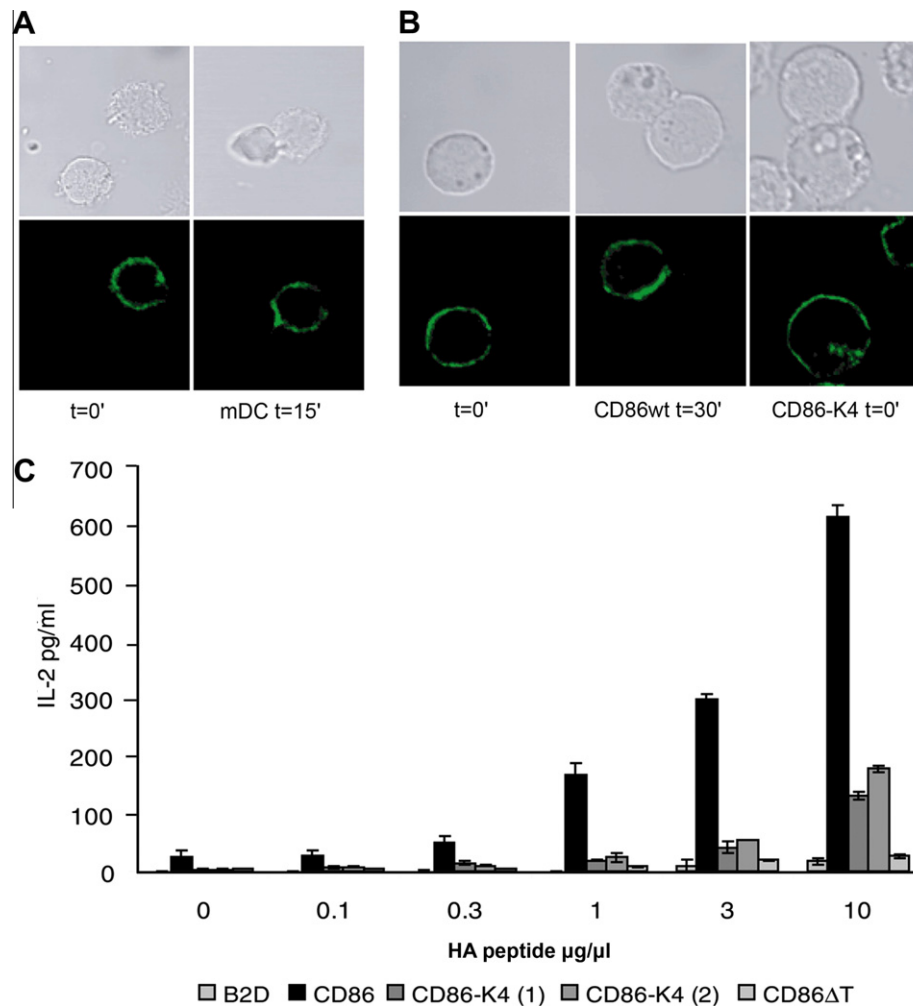 A
B
t=0'
mDC t=15'
t=0'
CD86wt t=30'
CD86-K4 t=0'
C
IL-2 pg/ml
700
600
500
400
300
200
100
0
0
0.1
0.3
1
3
10
HA peptide µg/µl
B2D
CD86
CD86-K4 (1)
CD86-K4 (2)
CD86ΔT